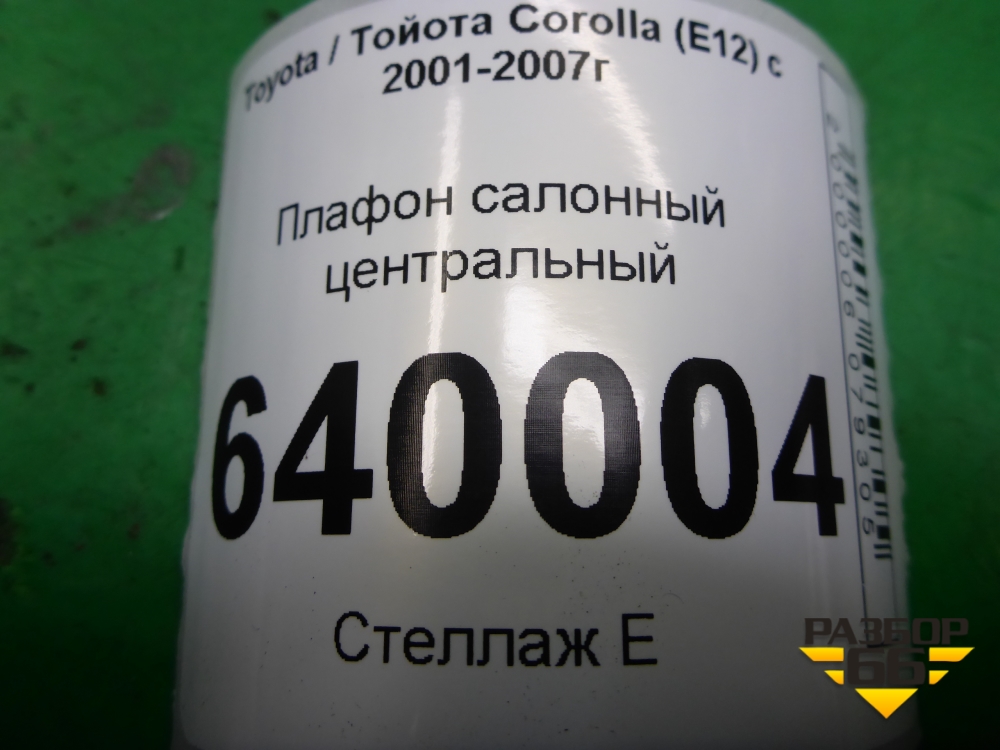 Toyota / Тойота Corolla (E12) с
2001-2007г
Плафон салонный
центральный
640004
Стеллаж Е
РАЗБОР
66